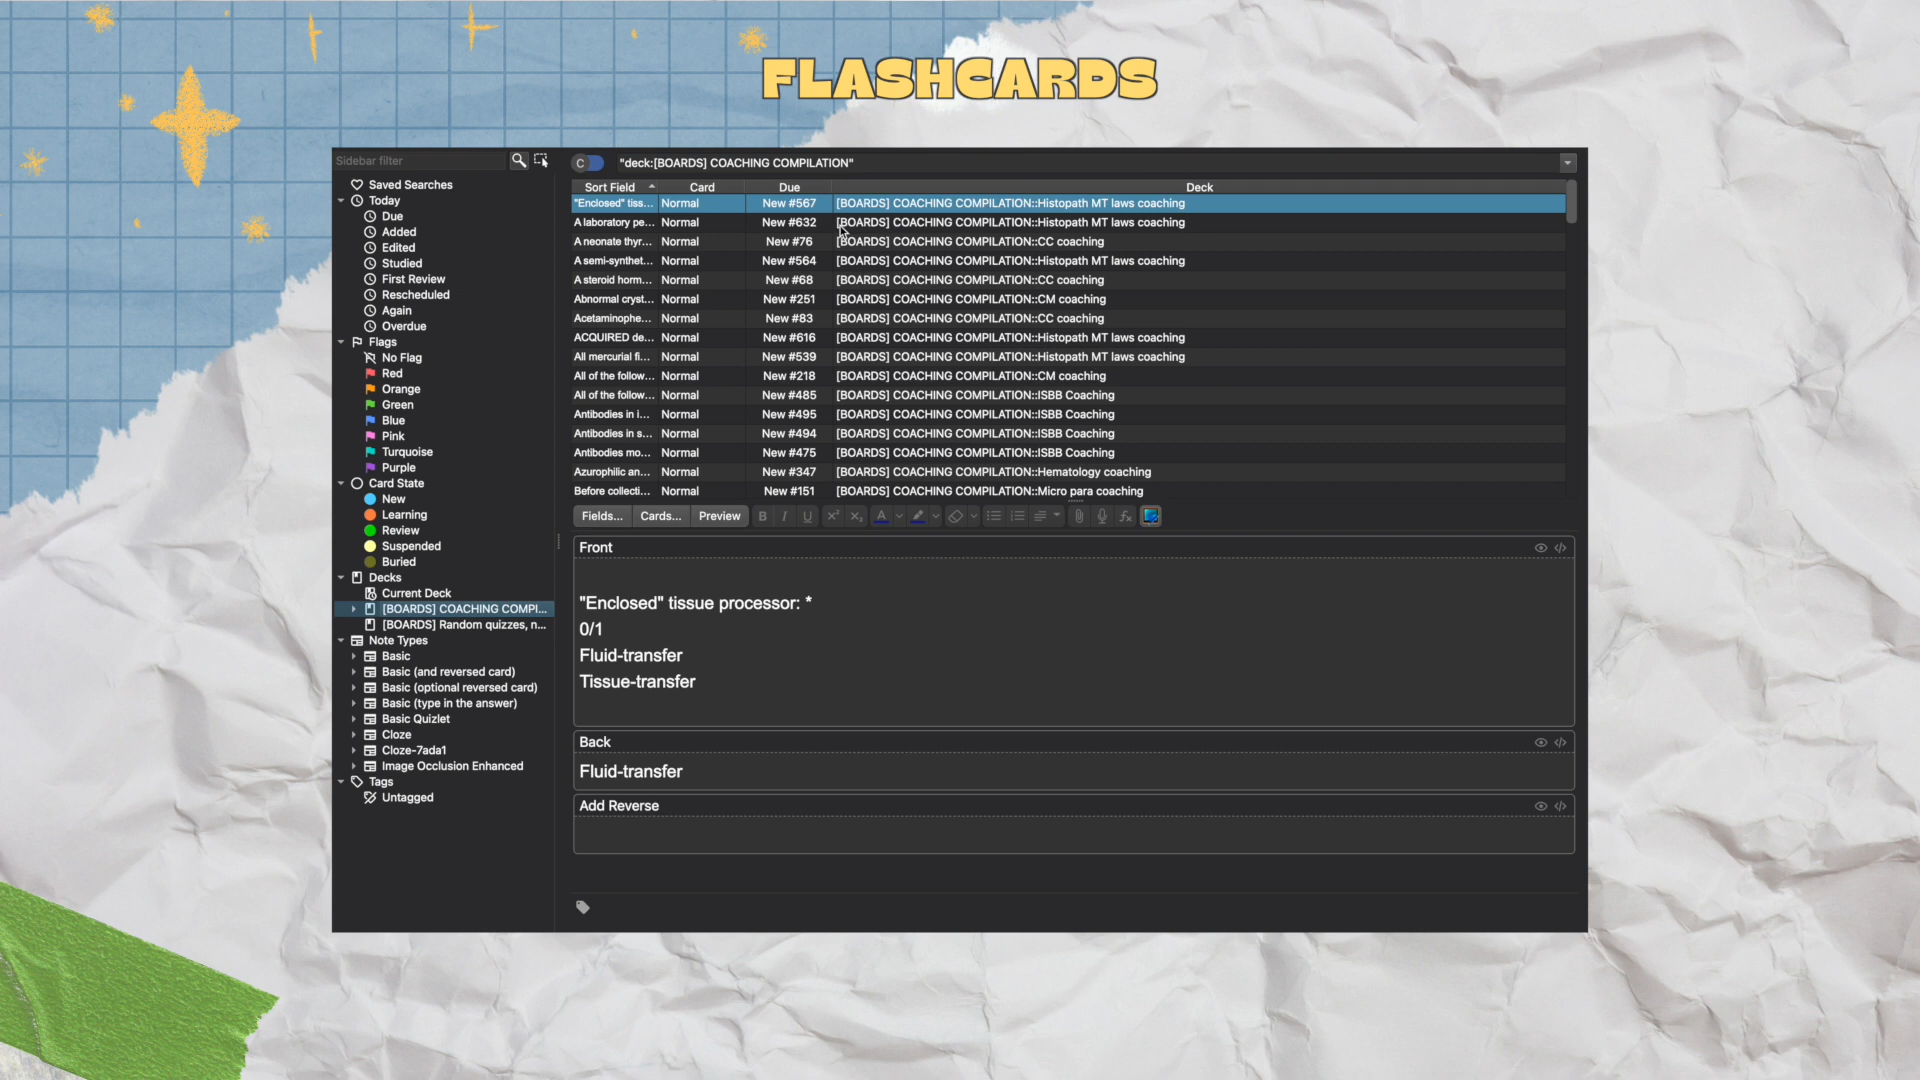 FLASHCARDS
Sidebar filter
Saved Searches
Today
Due
Added
Edited
Studied
First Review
Rescheduled
Again
Overdue
Flags
No Flag
Red
Orange
Green
Blue
Pink
Turquoise
Purple
Card State
New
Learning
Review
Suspended
Buried
Decks
Current Deck
[BOARDS] COACHING COMPI...
[BOARDS] Random quizzes, n...
Note Types
Basic
Basic (and reversed card)
Basic (optional reversed card)
Basic (type in the answer)
Basic Quizlet
Cloze
Cloze-7ada1
Image Occlusion Enhanced
Tags
Untagged
C "deck:[BOARDS] COACHING COMPILATION"
Sort Field Card Due Deck
"Enclosed" tiss... Normal New #567 [BOARDS] COACHING COMPILATION::Histopath MT laws coaching
A laboratory pe... Normal New #632 [BOARDS] COACHING COMPILATION::Histopath MT laws coaching
A neonate thyr... Normal New #76 [BOARDS] COACHING COMPILATION::CC coaching
A semi-synthet... Normal New #564 [BOARDS] COACHING COMPILATION::Histopath MT laws coaching
A steroid horm... Normal New #68 [BOARDS] COACHING COMPILATION::CC coaching
Abnormal cryst... Normal New #251 [BOARDS] COACHING COMPILATION::CM coaching
Acetaminophe... Normal New #83 [BOARDS] COACHING COMPILATION::CC coaching
ACQUIRED de... Normal New #616 [BOARDS] COACHING COMPILATION::Histopath MT laws coaching
All mercurial fi... Normal New #539 [BOARDS] COACHING COMPILATION::Histopath MT laws coaching
All of the follow... Normal New #218 [BOARDS] COACHING COMPILATION::CM coaching
All of the follow... Normal New #485 [BOARDS] COACHING COMPILATION::ISBB Coaching
Antibodies in i... Normal New #495 [BOARDS] COACHING COMPILATION::ISBB Coaching
Antibodies in s... Normal New #494 [BOARDS] COACHING COMPILATION::ISBB Coaching
Antibodies mo... Normal New #475 [BOARDS] COACHING COMPILATION::ISBB Coaching
Azurophilic an... Normal New #347 [BOARDS] COACHING COMPILATION::Hematology coaching
Before collecti... Normal New #151 [BOARDS] COACHING COMPILATION::Micro para coaching
Fields... Cards... Preview B I U x² x₂ A fx
Front
"Enclosed" tissue processor: *
0/1
Fluid-transfer
Tissue-transfer
Back
Fluid-transfer
Add Reverse